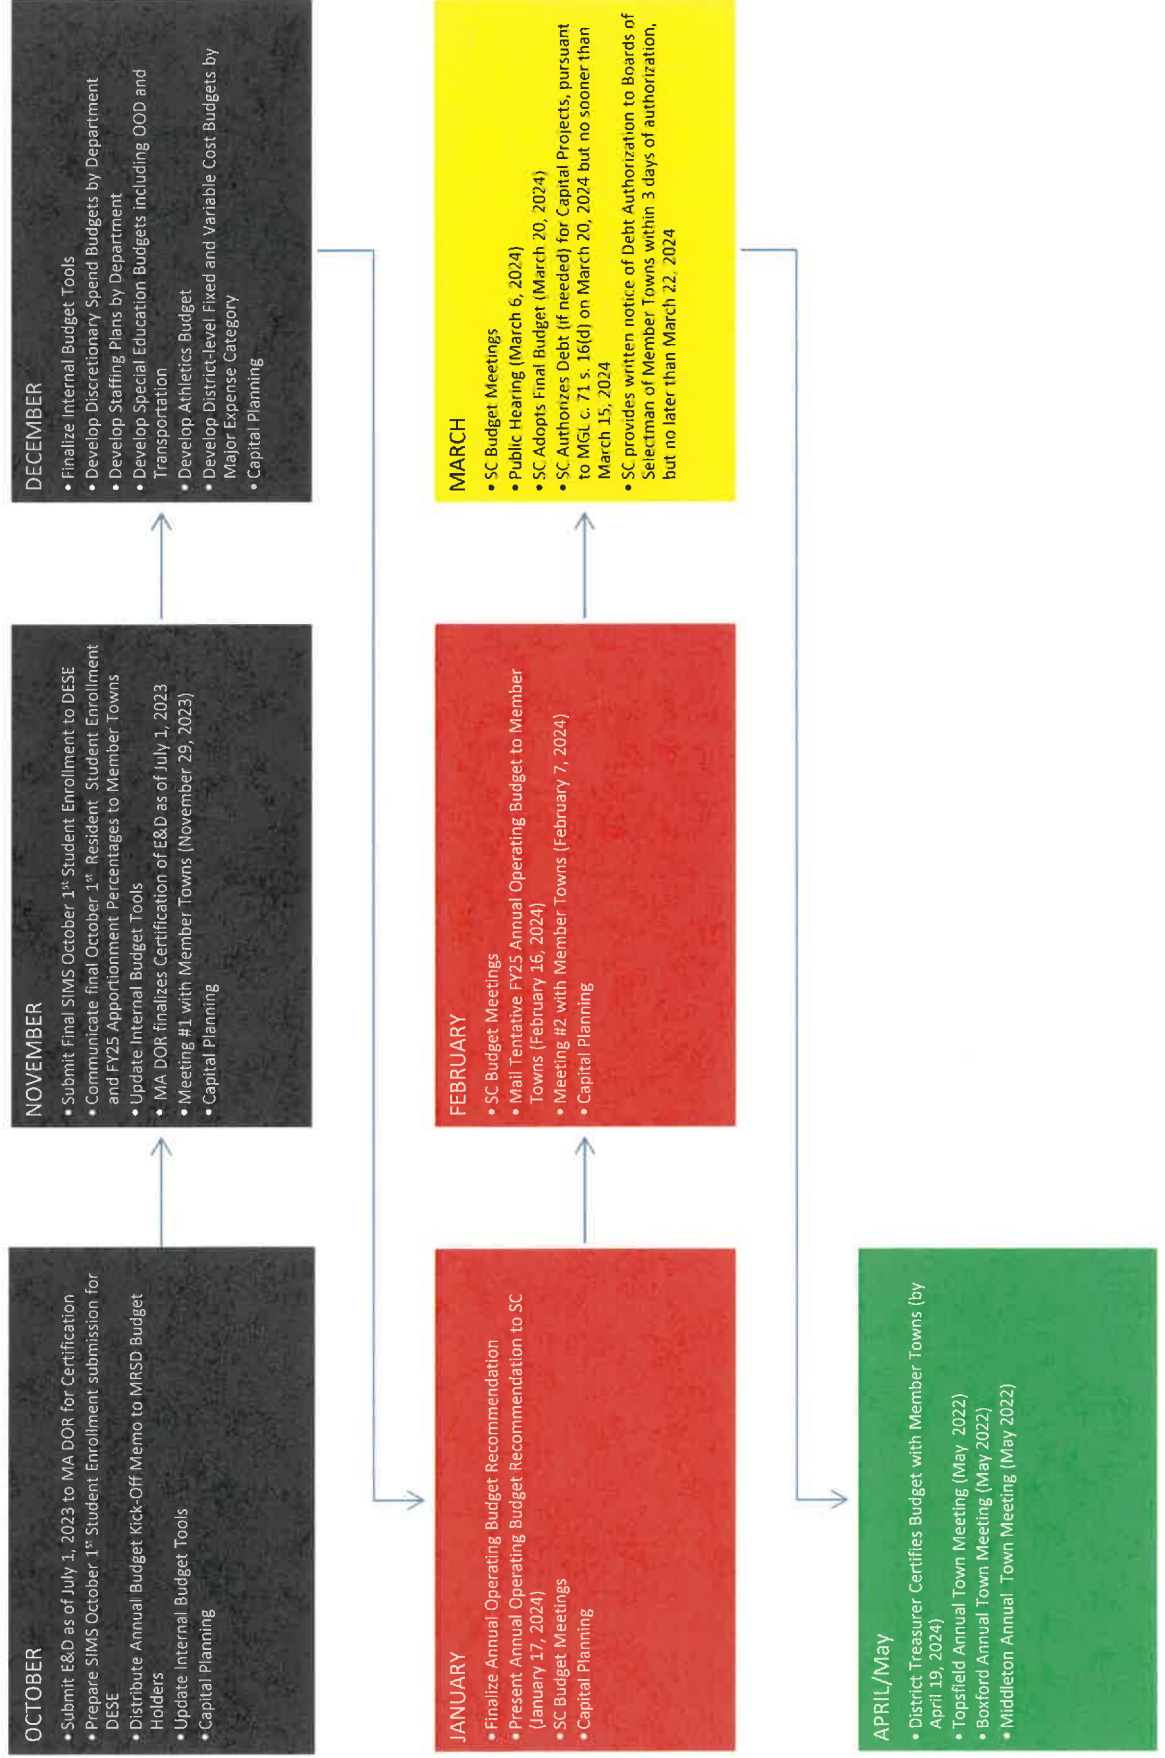 OCTOBER
• Submit E&D as of July 1, 2023 to MA DOR for Certification
• Prepare SIMS October 1st Student Enrollment submission for
DESE
• Distribute Annual Budget Kick-Off Memo to MRSD Budget
Holders
• Update Internal Budget Tools
• Capital Planning
NOVEMBER
• Submit Final SIMS October 1st Student Enrollment to DESE
• Communicate final October 1st Resident Student Enrollment
and FY25 Apportionment Percentages to Member Towns
• Update Internal Budget Tools
• MA DOR finalizes Certification of E&D as of July 1, 2023
• Meeting #1 with Member Towns (November 29, 2023)
• Capital Planning
DECEMBER
• Finalize Internal Budget Tools
• Develop Discretionary Spend Budgets by Department
• Develop Staffing Plans by Department
• Develop Special Education Budgets including OOD and
Transportation
• Develop Athletics Budget
• Develop District-level Fixed and Variable Cost Budgets by
Major Expense Category
• Capital Planning
JANUARY
• Finalize Annual Operating Budget Recommendation
• Present Annual Operating Budget Recommendation to SC
(January 17, 2024)
• SC Budget Meetings
• Capital Planning
FEBRUARY
• SC Budget Meetings
• Mail Tentative FY25 Annual Operating Budget to Member
Towns (February 16, 2024)
• Meeting #2 with Member Towns (February 7, 2024)
• Capital Planning
MARCH
• SC Budget Meetings
• Public Hearing (March 6, 2024)
• SC Adopts Final Budget (March 20, 2024)
• SC Authorizes Debt (if needed) for Capital Projects, pursuant
to MGL c. 71 s. 16(d) on March 20, 2024 but no sooner than
March 15, 2024
• SC provides written notice of Debt Authorization to Boards of
Selectman of Member Towns within 3 days of authorization,
but no later than March 22, 2024
APRIL/May
• District Treasurer Certifies Budget with Member Towns (by
April 19, 2024)
• Topsfield Annual Town Meeting (May 2022)
• Boxford Annual Town Meeting (May 2022)
• Middleton Annual Town Meeting (May 2022)